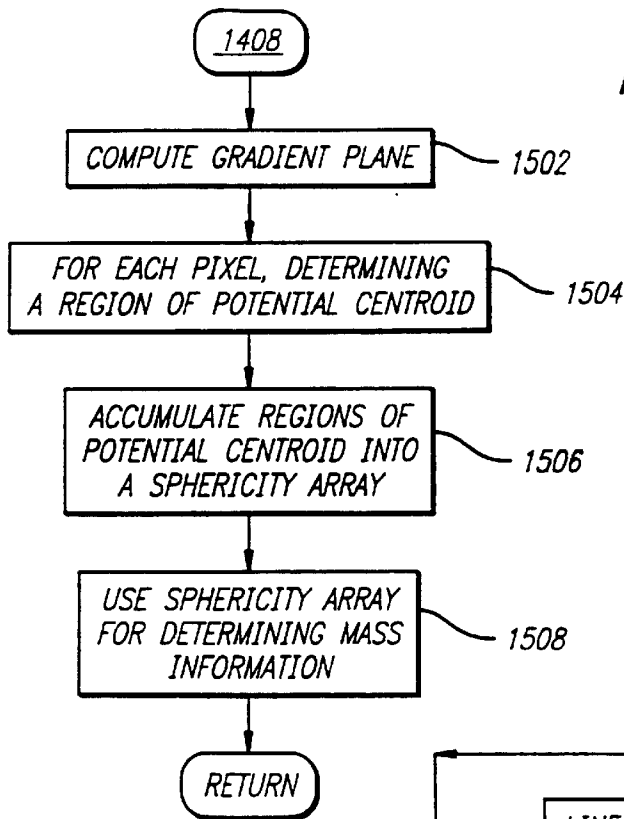 1408
COMPUTE GRADIENT PLANE
1502
FOR EACH PIXEL, DETERMINING
A REGION OF POTENTIAL CENTROID
1504
ACCUMULATE REGIONS OF
POTENTIAL CENTROID INTO
A SPHERICITY ARRAY
1506
USE SPHERICITY ARRAY
FOR DETERMINING MASS
INFORMATION
1508
RETURN